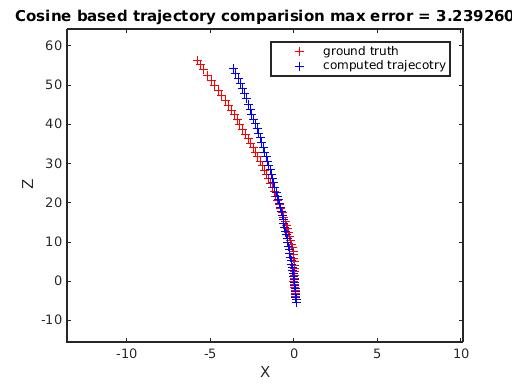 Cosine based trajectory comparision max error = 3.239260
ground truth
computed trajecotry
60
50
40
30
20
10
0
-10
Z
-10
-5
0
5
10
X